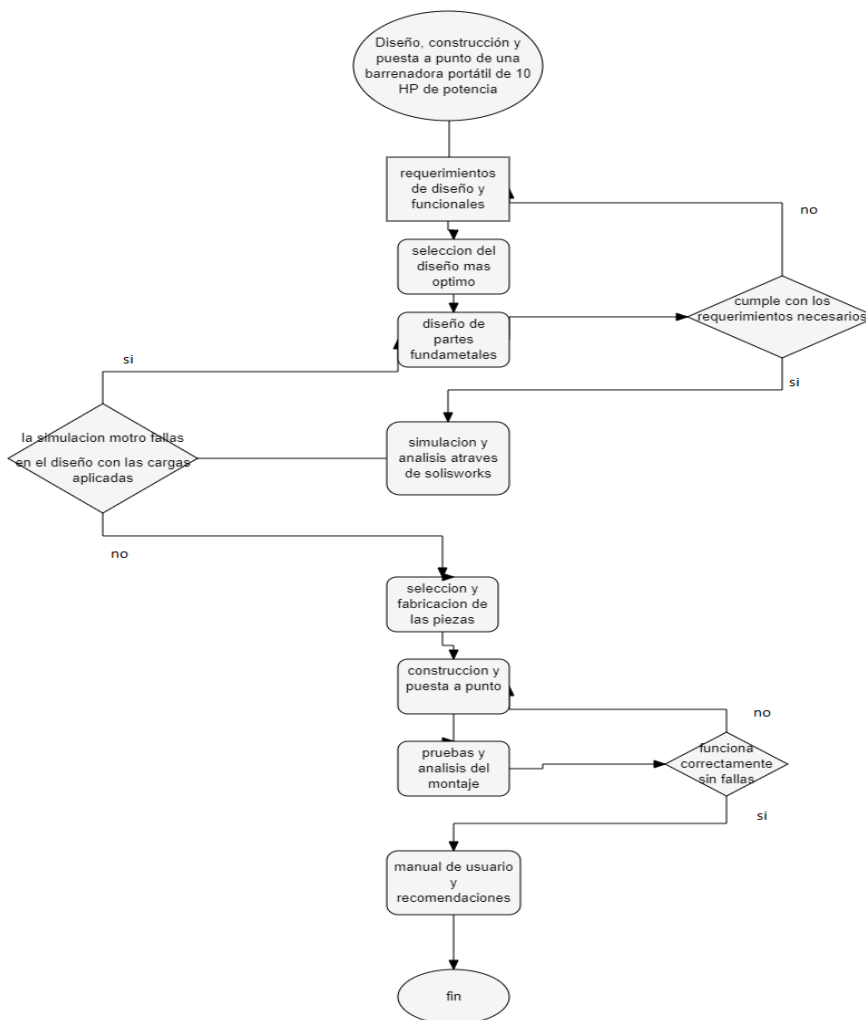 Diseño, construcción y
puesta a punto de una
barrenadora portátil de 10
HP de potencia
requerimientos
de diseño y
funcionales
no
seleccion del
diseño mas
optimo
cumple con los
requerimientos necesarios
diseño de
partes
fundametales
si
si
la simulacion motro fallas
en el diseño con las cargas
aplicadas
simulacion y
analisis atraves
de solisworks
no
seleccion y
fabricacion de
las piezas
construccion y
puesta a punto
no
pruebas y
analisis del
montaje
funciona
correctamente
sin fallas
si
manual de usuario
y
recomendaciones
fin